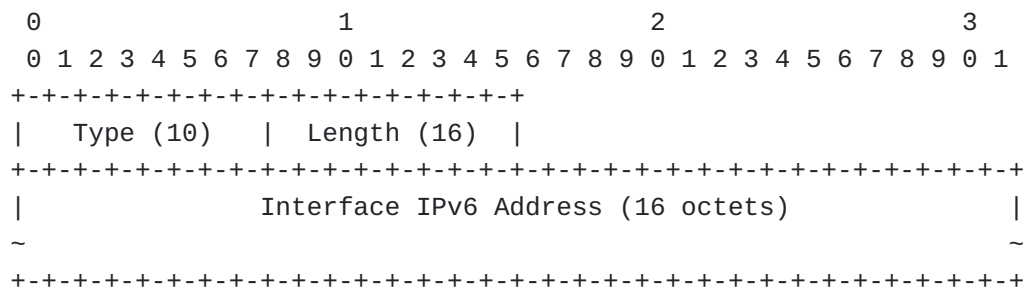 0                   1                   2                   3
 0 1 2 3 4 5 6 7 8 9 0 1 2 3 4 5 6 7 8 9 0 1 2 3 4 5 6 7 8 9 0 1
+-+-+-+-+-+-+-+-+-+-+-+-+-+-+-+-+
|   Type (10)   |  Length (16)  |
+-+-+-+-+-+-+-+-+-+-+-+-+-+-+-+-+-+-+-+-+-+-+-+-+-+-+-+-+-+-+-+-+
|               Interface IPv6 Address (16 octets)              |
~                                                               ~
+-+-+-+-+-+-+-+-+-+-+-+-+-+-+-+-+-+-+-+-+-+-+-+-+-+-+-+-+-+-+-+-+